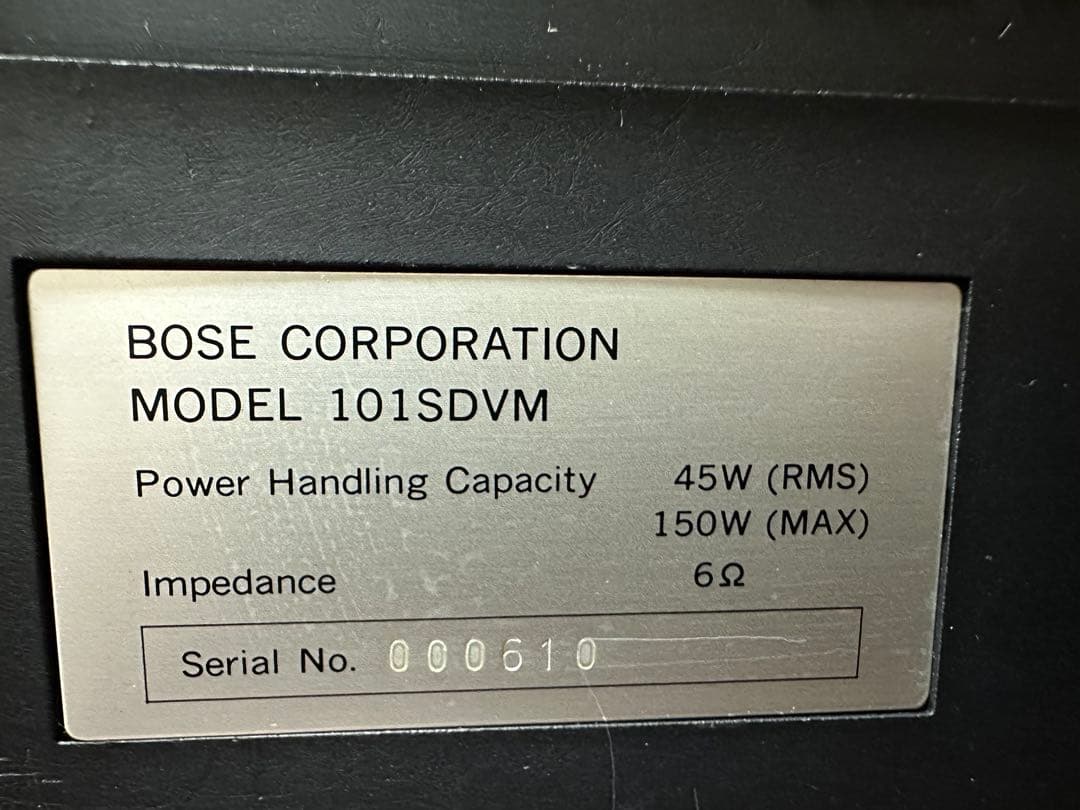 BOSE CORPORATION
MODEL 101SDVM
Power Handling Capacity 45W (RMS)
150W (MAX)
Impedance 6Ω
Serial No. 000610